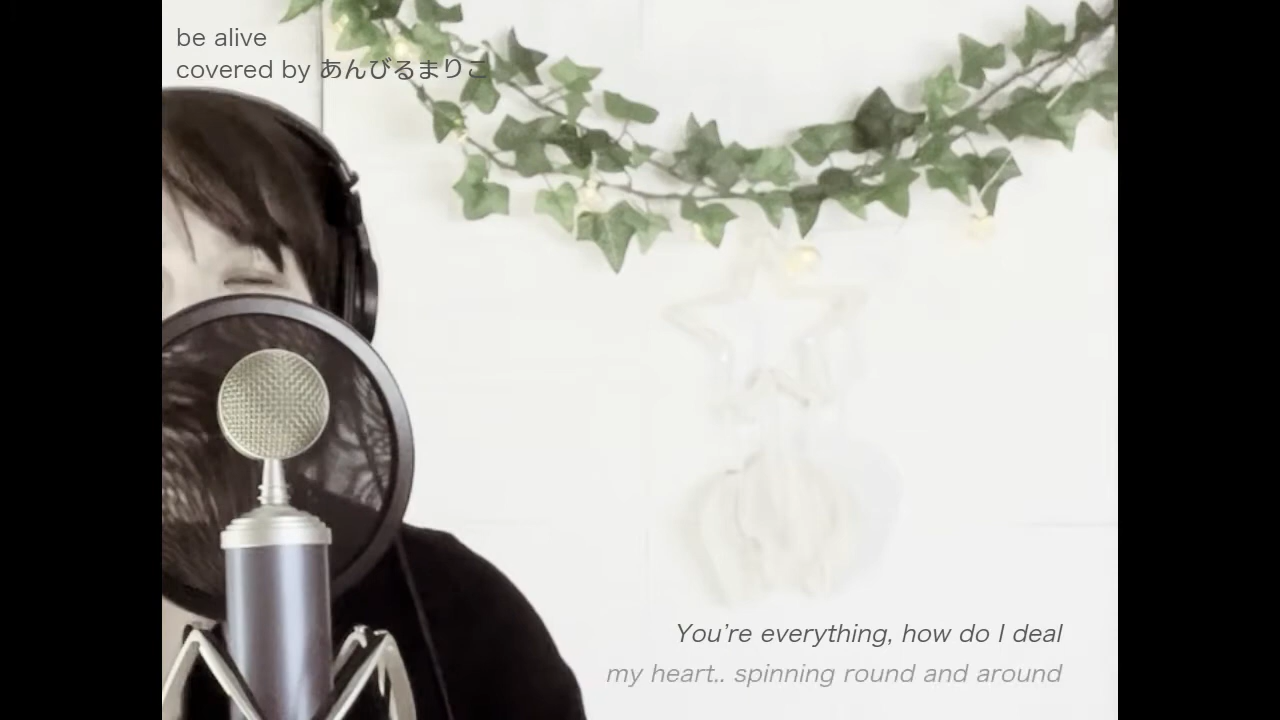 be alive
covered by あんびるまりこ
You're everything, how do I deal
my heart.. spinning round and around